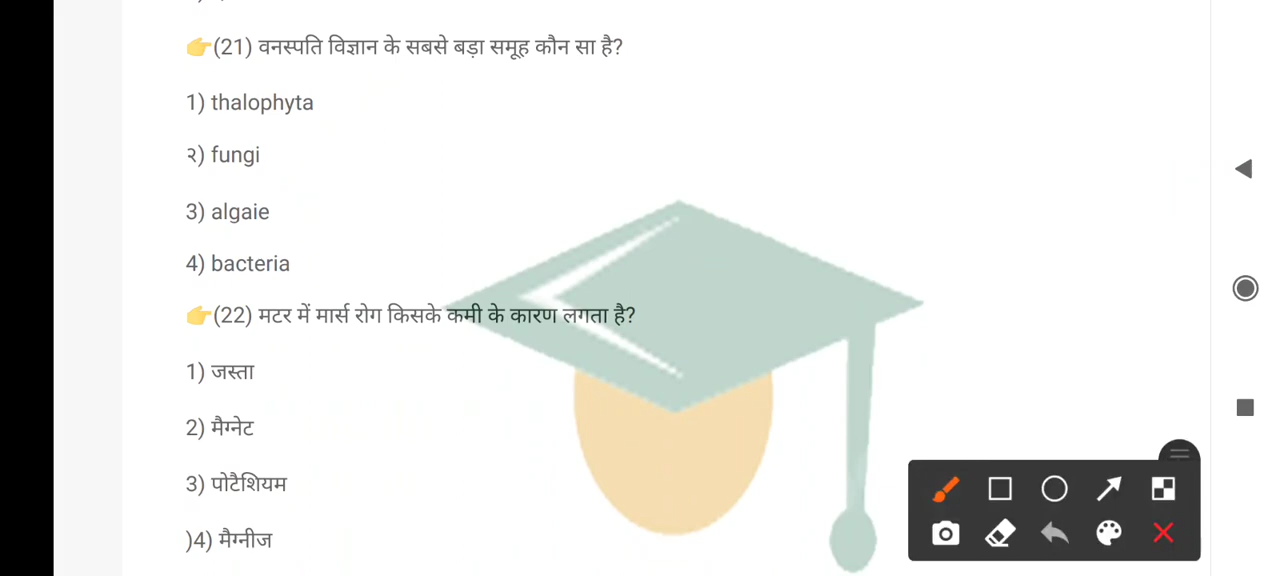 👉(21) वनस्पति विज्ञान के सबसे बड़ा समूह कौन सा है?
1) thalophyta
२) fungi
3) algaie
4) bacteria
👉(22) मटर में मार्स रोग किसके कमी के कारण लगता है?
1) जस्ता
2) मैग्नेट
3) पोटैशियम
)4) मैग्नीज